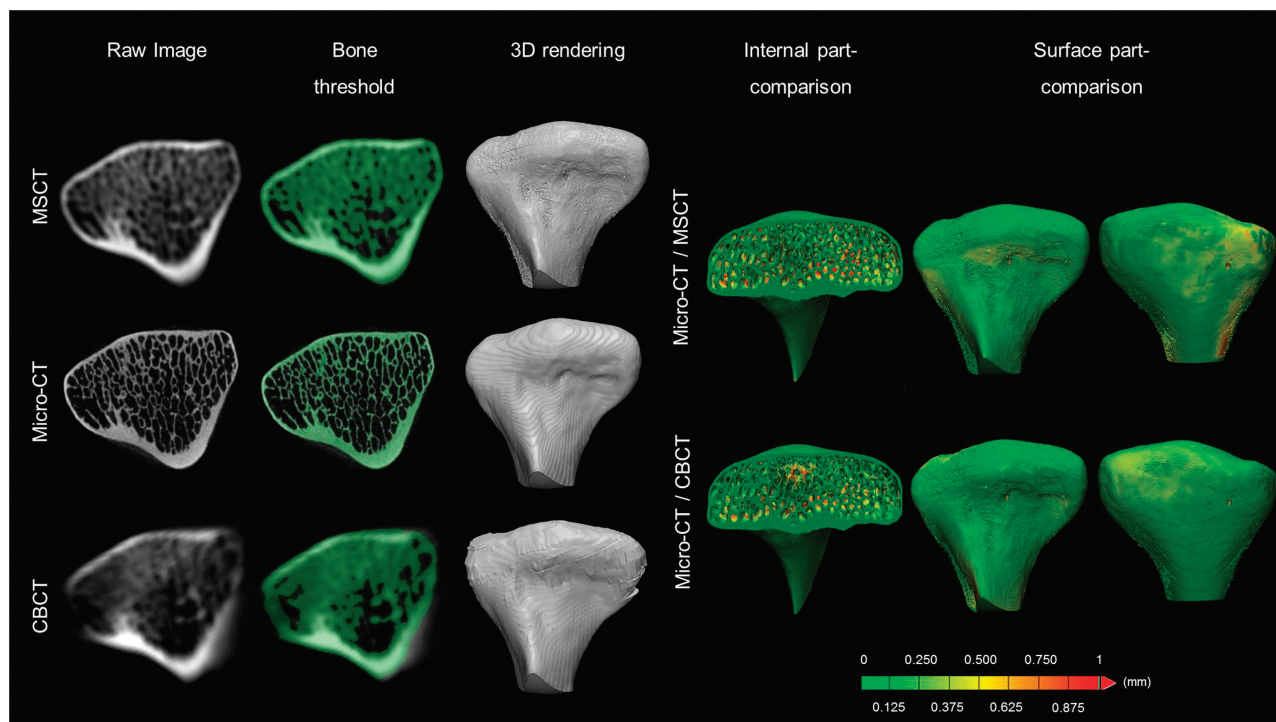 Raw Image
Bone
threshold
3D rendering
Internal part-
comparison
Surface part-
comparison
MSCT
Micro-CT
CBCT
Micro-CT / MSCT
Micro-CT / CBCT
0 0.250 0.500 0.750 1
(mm)
0.125 0.375 0.625 0.875